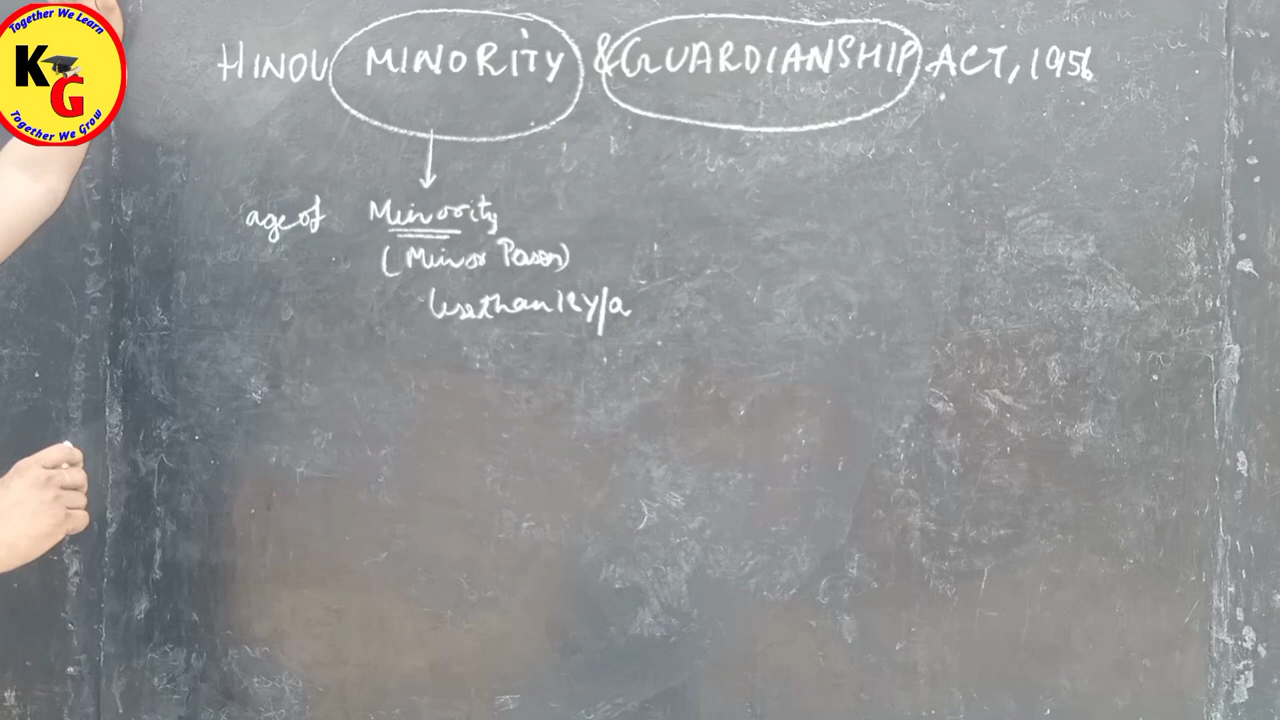 Together We Learn
KG
Together We Grow
HINDU MINORITY & GUARDIANSHIP ACT, 1956
age of Minority
(Minor Person)
less than 18 y/a